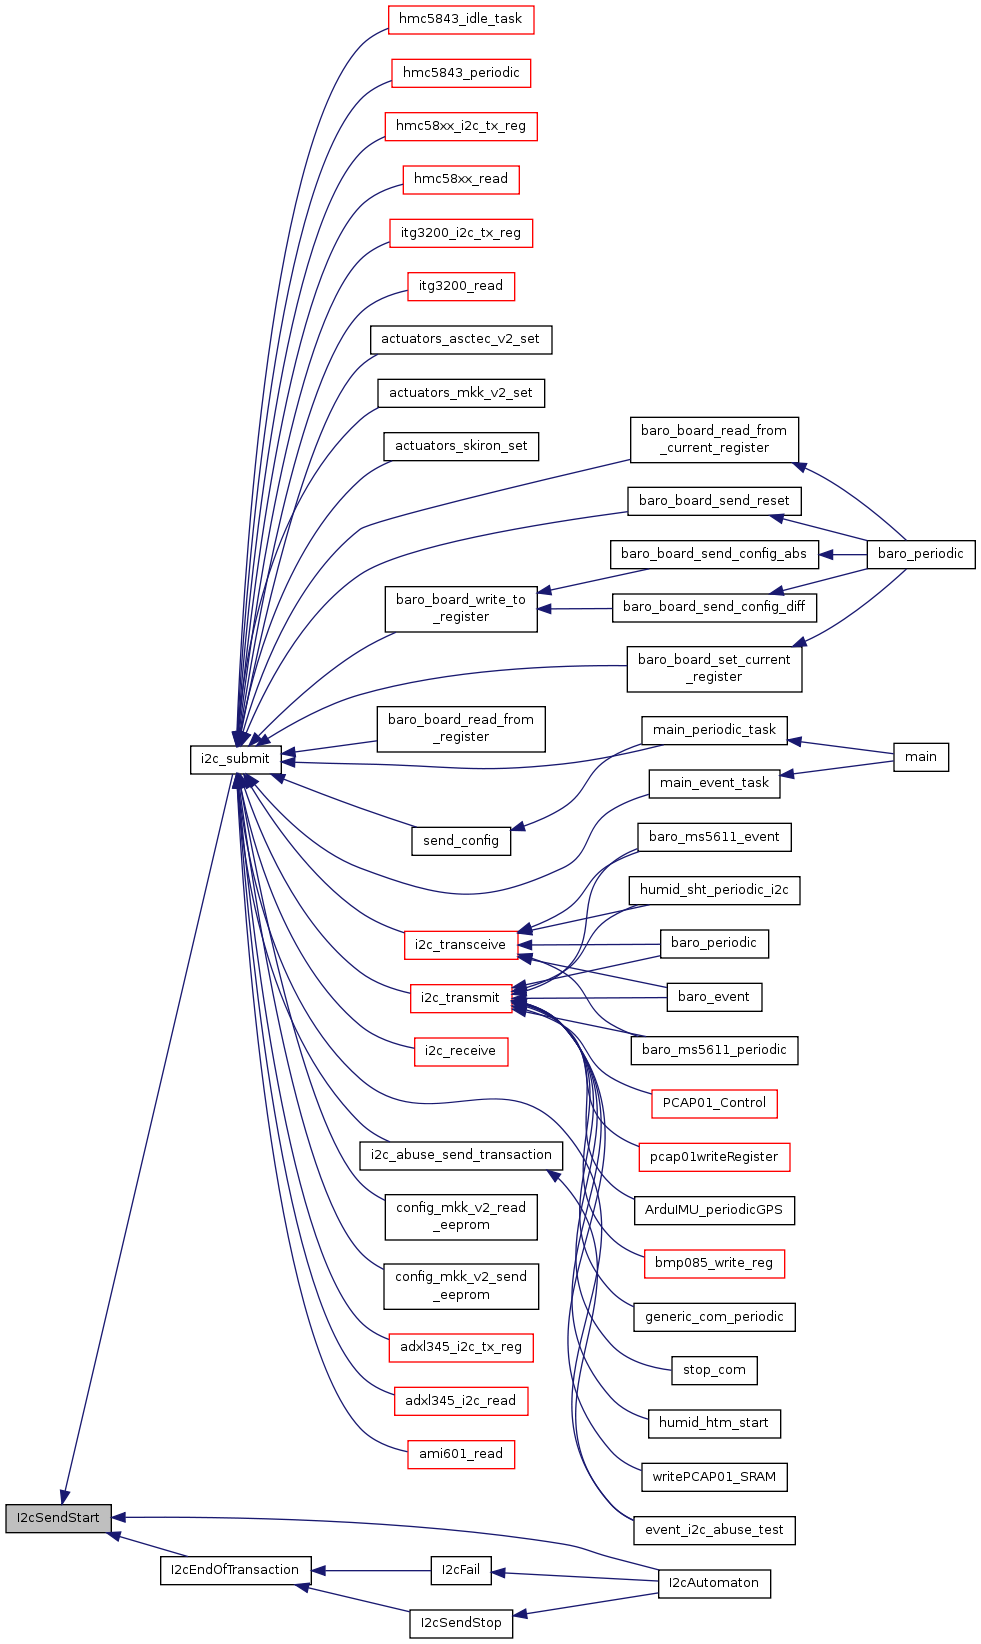 hmc5843_idle_task
hmc5843_periodic
hmc58xx_i2c_tx_reg
hmc58xx_read
itg3200_i2c_tx_reg
itg3200_read
actuators_asctec_v2_set
actuators_mkk_v2_set
actuators_skiron_set
baro_board_read_from
_current_register
baro_board_send_reset
baro_board_send_config_abs
baro_periodic
baro_board_write_to
_register
baro_board_send_config_diff
baro_board_set_current
_register
baro_board_read_from
_register
main_periodic_task
i2c_submit
main
main_event_task
send_config
baro_ms5611_event
humid_sht_periodic_i2c
i2c_transceive
baro_periodic
i2c_transmit
baro_event
i2c_receive
baro_ms5611_periodic
PCAP01_Control
i2c_abuse_send_transaction
pcap01writeRegister
config_mkk_v2_read
_eeprom
ArduIMU_periodicGPS
bmp085_write_reg
config_mkk_v2_send
_eeprom
generic_com_periodic
adxl345_i2c_tx_reg
stop_com
adxl345_i2c_read
humid_htm_start
ami601_read
writePCAP01_SRAM
I2cSendStart
event_i2c_abuse_test
I2cEndOfTransaction
I2cFail
I2cAutomaton
I2cSendStop